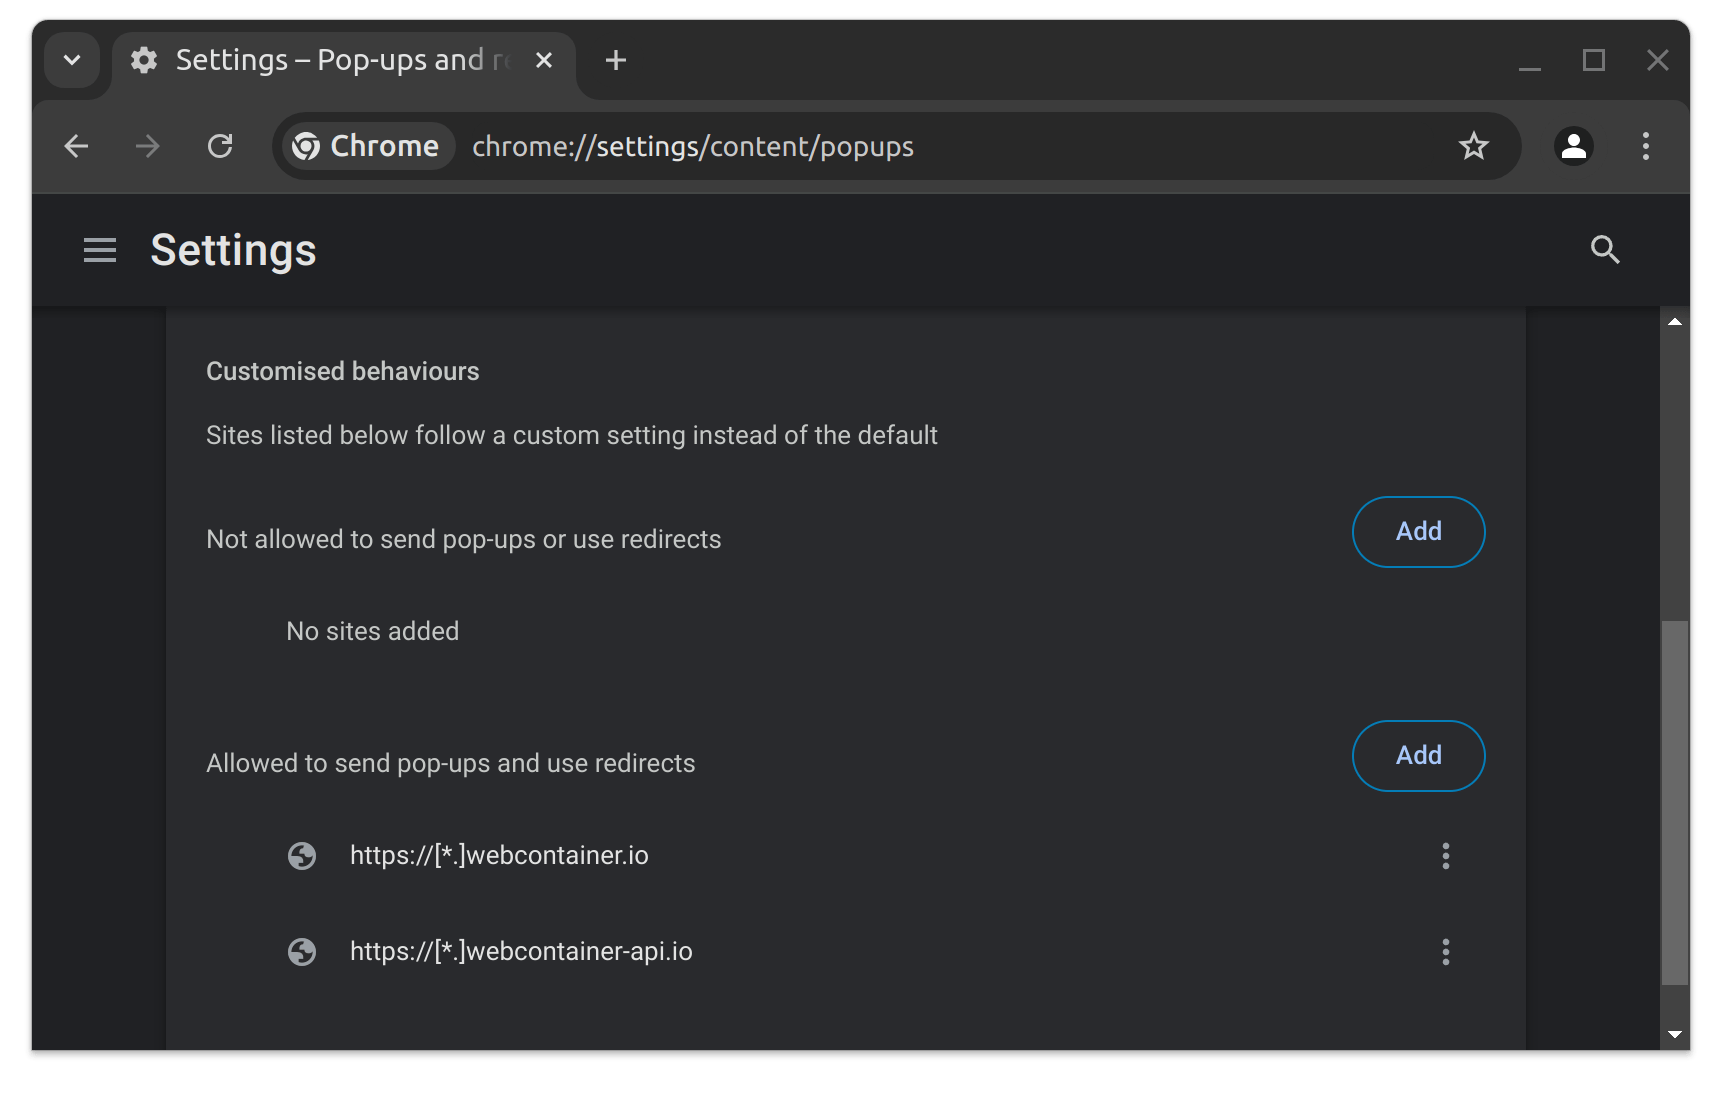 Settings – Pop-ups and re
Chrome
chrome://settings/content/popups
Settings
Customised behaviours
Sites listed below follow a custom setting instead of the default
Not allowed to send pop-ups or use redirects
Add
No sites added
Allowed to send pop-ups and use redirects
Add
https://[*.]webcontainer.io
https://[*.]webcontainer-api.io